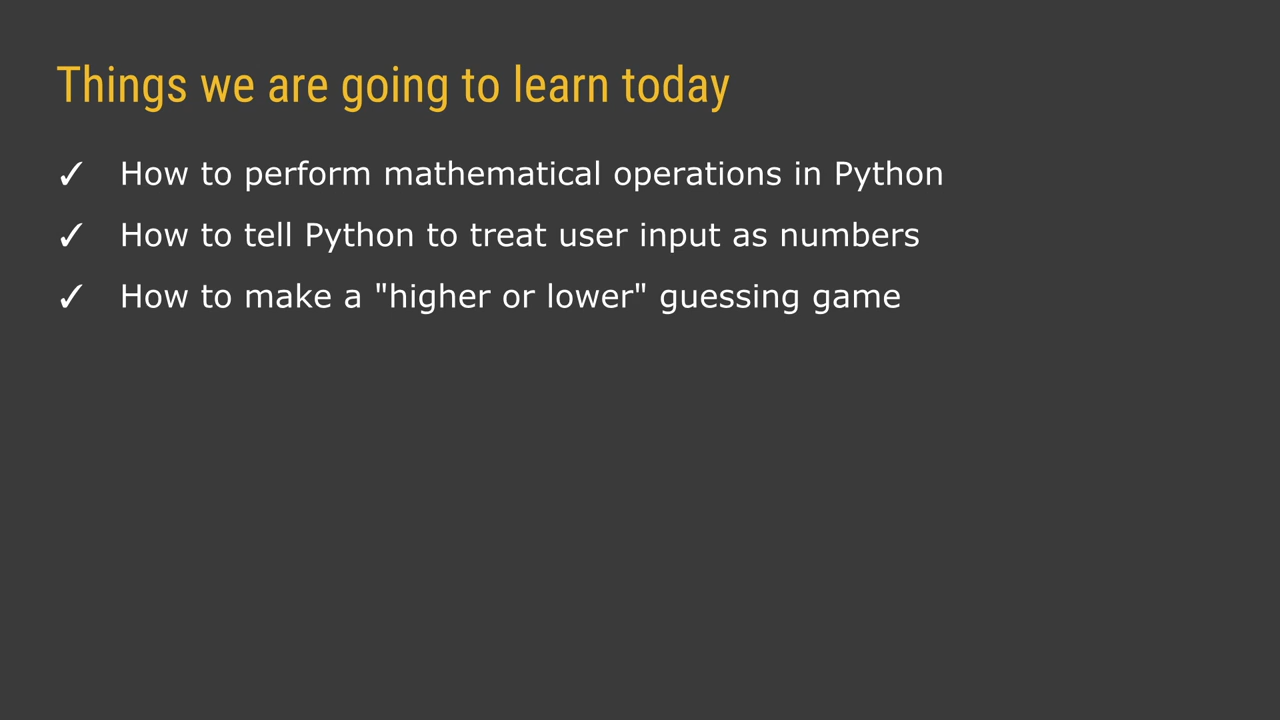 Things we are going to learn today
✓ How to perform mathematical operations in Python
✓ How to tell Python to treat user input as numbers
✓ How to make a "higher or lower" guessing game